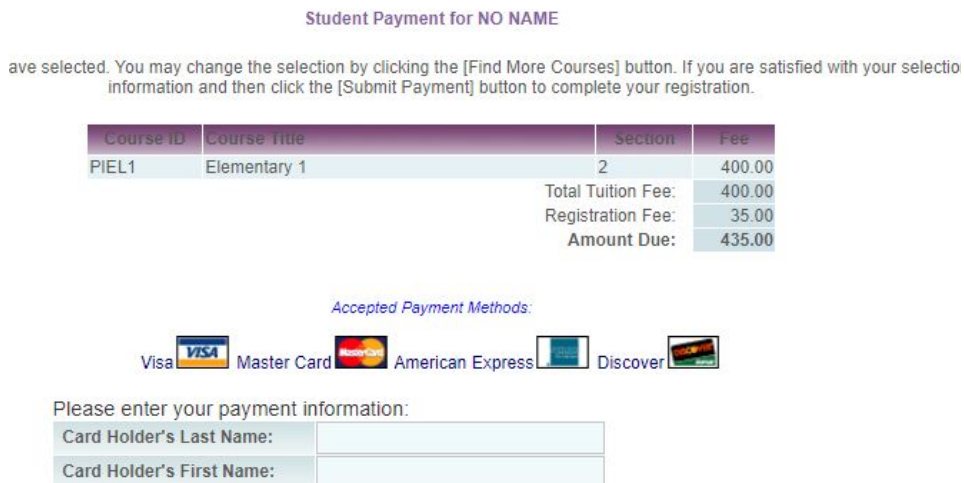 Student Payment for NO NAME
ave selected. You may change the selection by clicking the [Find More Courses] button. If you are satisfied with your selection
information and then click the [Submit Payment] button to complete your registration.
Course ID Course Title Section Fee
PIEL1 Elementary 1 2 400.00
Total Tuition Fee: 400.00
Registration Fee: 35.00
Amount Due: 435.00
Accepted Payment Methods:
Visa VISA Master Card MasterCard American Express Discover DISCOVER
Please enter your payment information:
Card Holder's Last Name:
Card Holder's First Name: